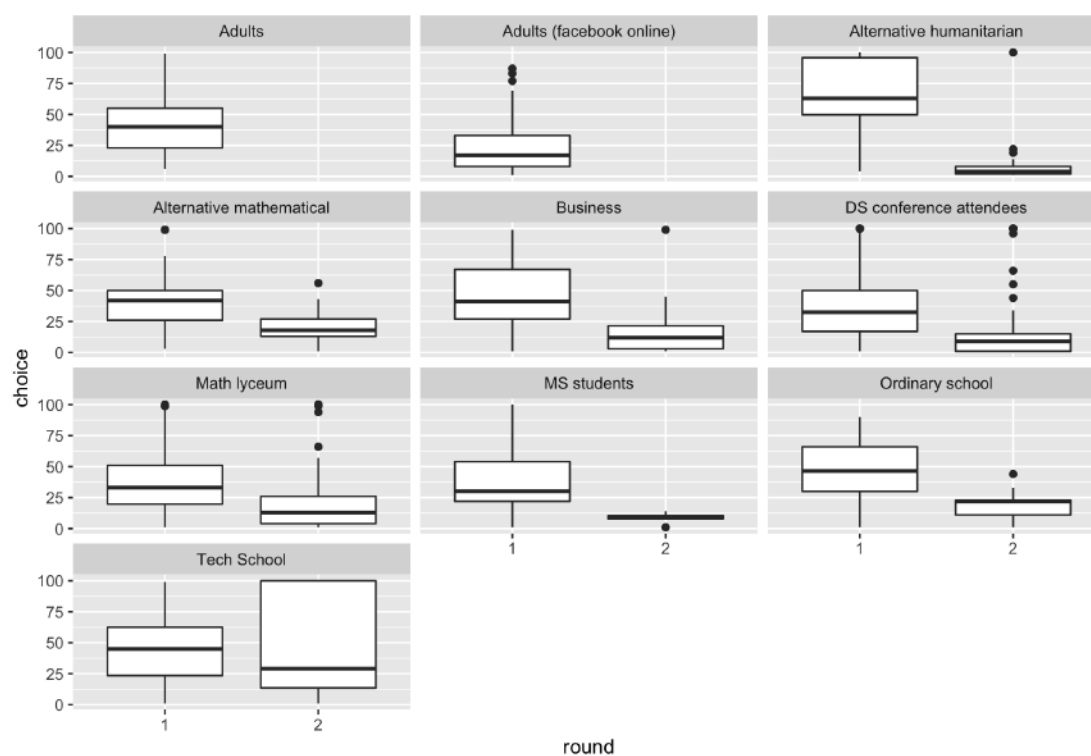 Adults
Adults (facebook online)
Alternative humanitarian
100
75
50
25
0
Alternative mathematical
Business
DS conference attendees
100
75
50
25
0
choice
Math lyceum
MS students
Ordinary school
100
75
50
25
0
1
2
1
2
Tech School
100
75
50
25
0
1
2
round